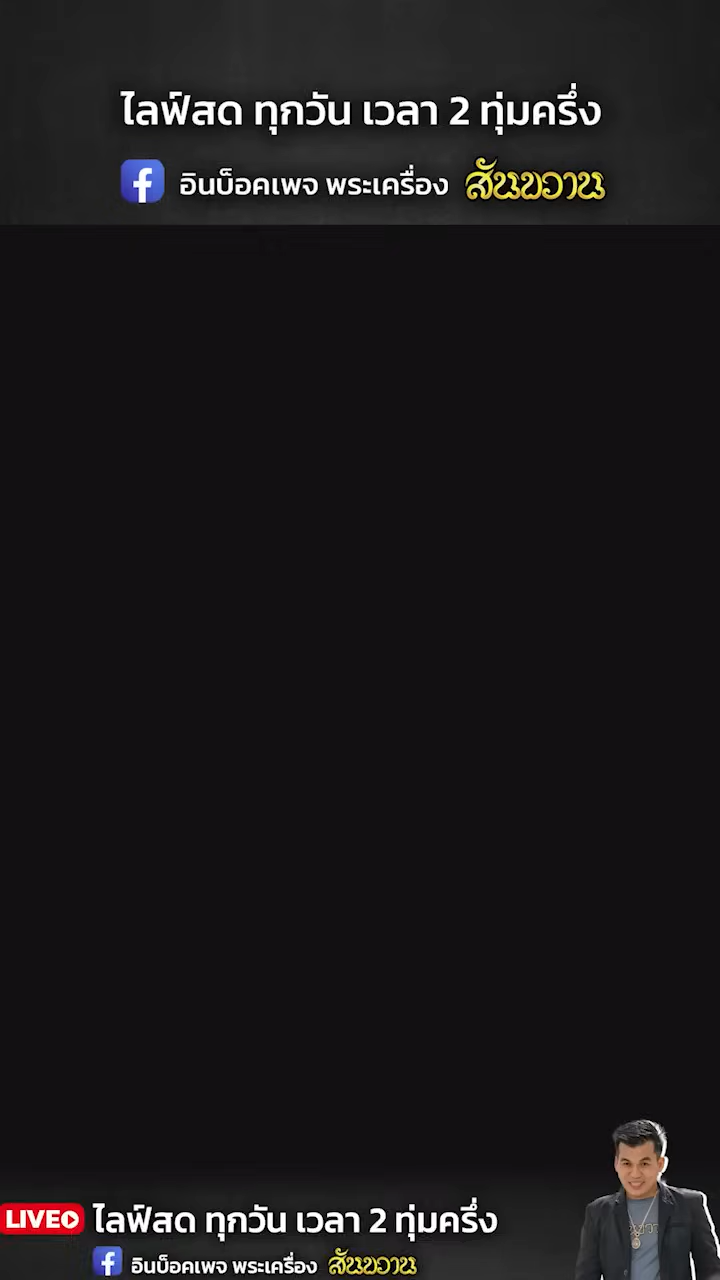 ไลฟ์สด ทุกวัน เวลา 2 ทุ่มครึ่ง
อินบ็อคเพจ พระเครื่อง สันขวาน
LIVE ไลฟ์สด ทุกวัน เวลา 2 ทุ่มครึ่ง
อินบ็อคเพจ พระเครื่อง สันขวาน